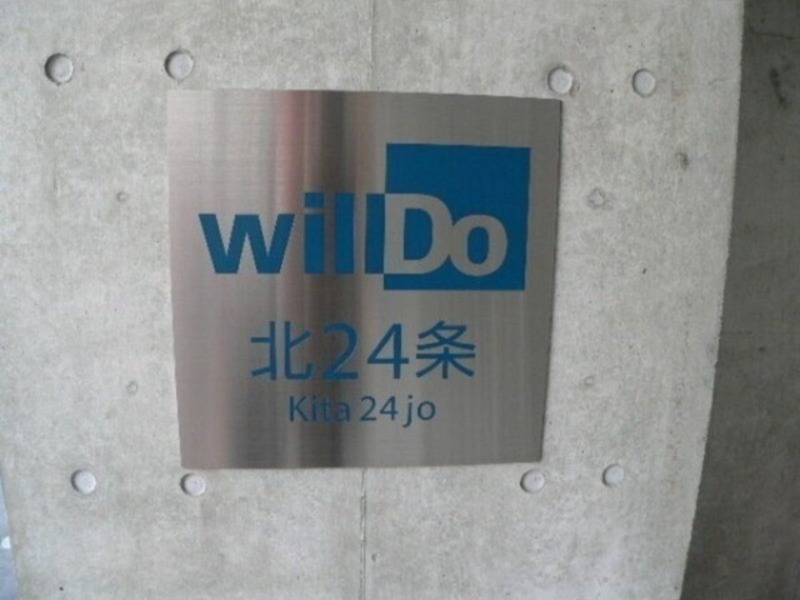 willDo
北24条
Kita 24 jo